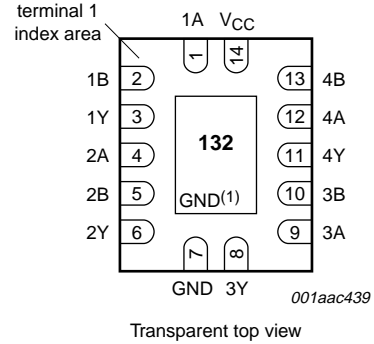 terminal 1
index area
1A VCC
1 14
1B 2 13 4B
1Y 3 12 4A
132
2A 4 11 4Y
2B 5 10 3B
GND(1)
2Y 6 9 3A
7 8
GND 3Y
001aac439
Transparent top view